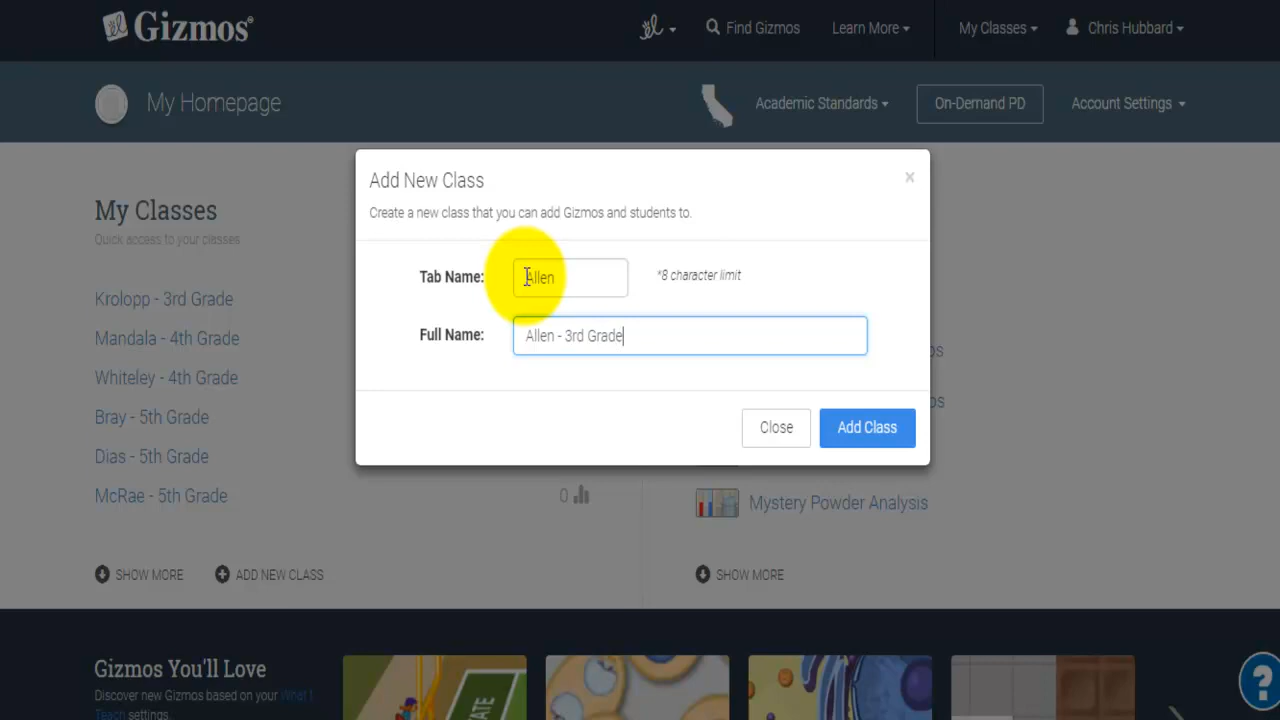 Gizmos®
Find Gizmos
Learn More
My Classes
Chris Hubbard
My Homepage
Academic Standards
On-Demand PD
Account Settings
Add New Class
Create a new class that you can add Gizmos and students to.
Tab Name:
Allen
*8 character limit
Full Name:
Allen - 3rd Grade
Close
Add Class
My Classes
Quick access to your classes
Krolopp - 3rd Grade
Mandala - 4th Grade
Whiteley - 4th Grade
Bray - 5th Grade
Dias - 5th Grade
McRae - 5th Grade
0
SHOW MORE
ADD NEW CLASS
Mystery Powder Analysis
SHOW MORE
Gizmos You'll Love
Discover new Gizmos based on your What I
Teach settings.
STATE
?